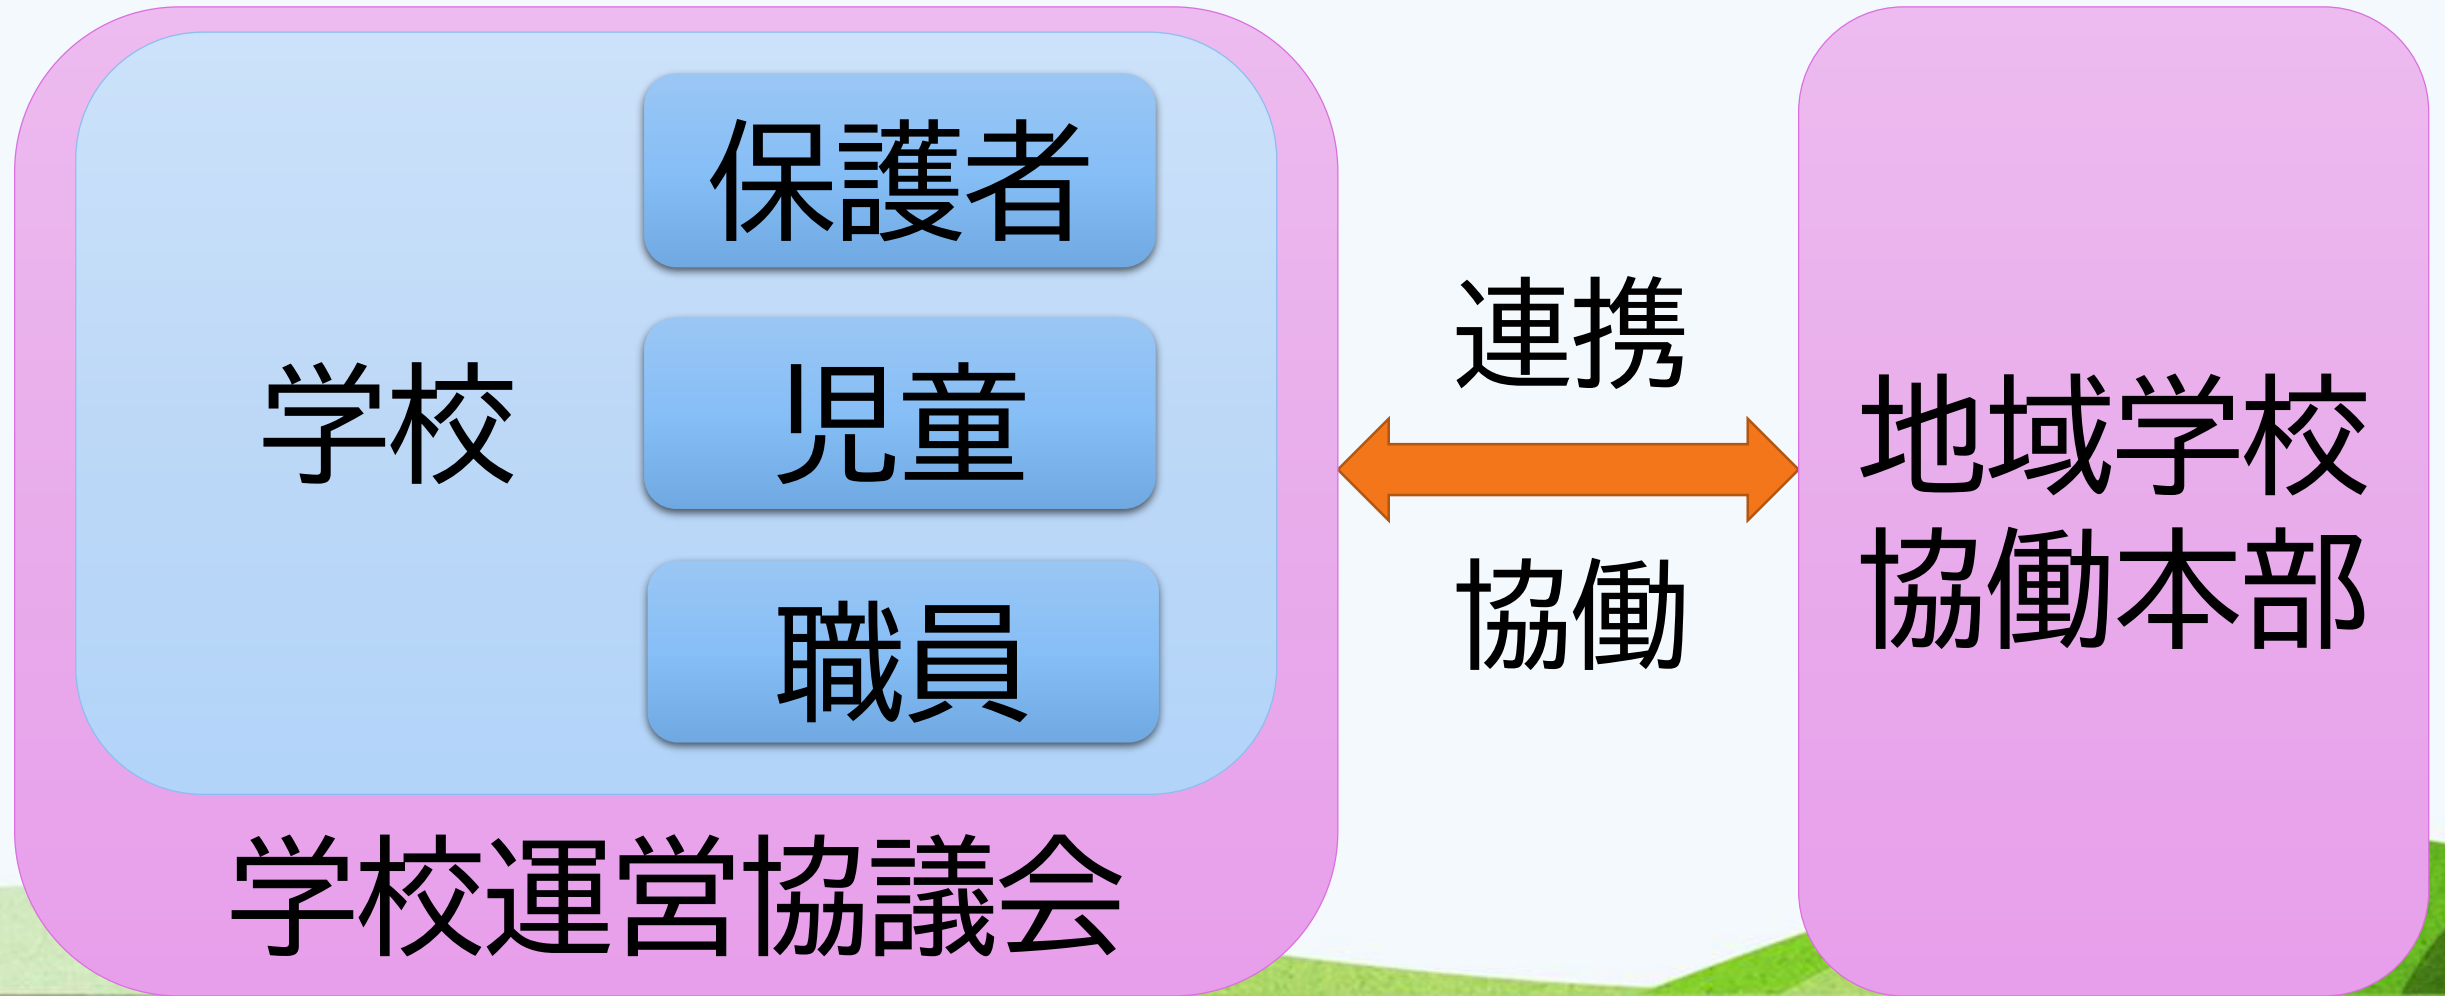 保護者
学校
児童
職員
学校運営協議会
連携
協働
地域学校
協働本部